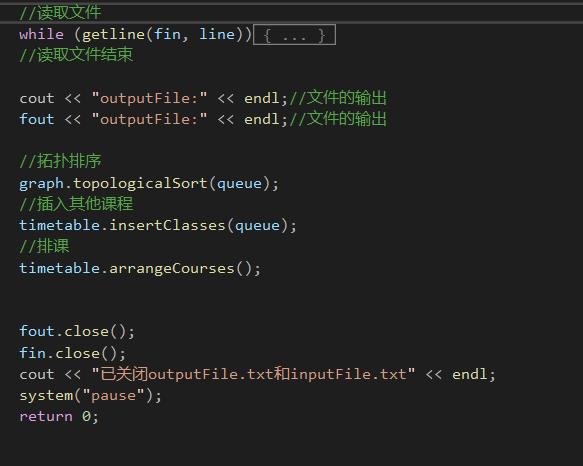 //读取文件
while (getline(fin, line)){ ... }
//读取文件结束
cout << "outputFile:" << endl;//文件的输出
fout << "outputFile:" << endl;//文件的输出
//拓扑排序
graph.topologicalSort(queue);
//插入其他课程
timetable.insertClasses(queue);
//排课
timetable.arrangeCourses();
fout.close();
fin.close();
cout << "已关闭outputFile.txt和inputFile.txt" << endl;
system("pause");
return 0;